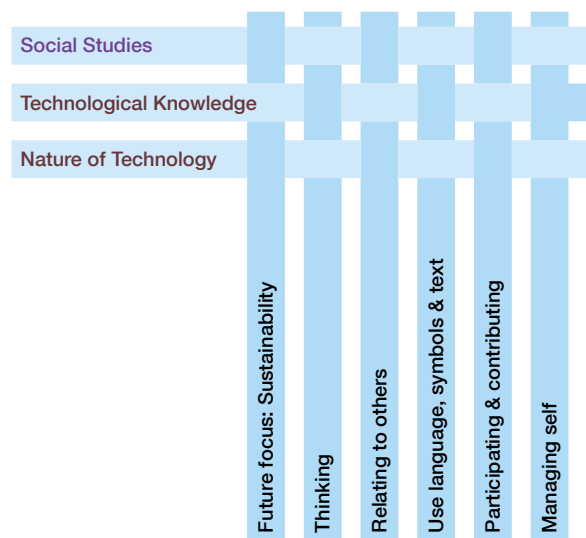 Social Studies
Technological Knowledge
Nature of Technology
Future focus: Sustainability
Thinking
Relating to others
Use language, symbols & text
Participating & contributing
Managing self